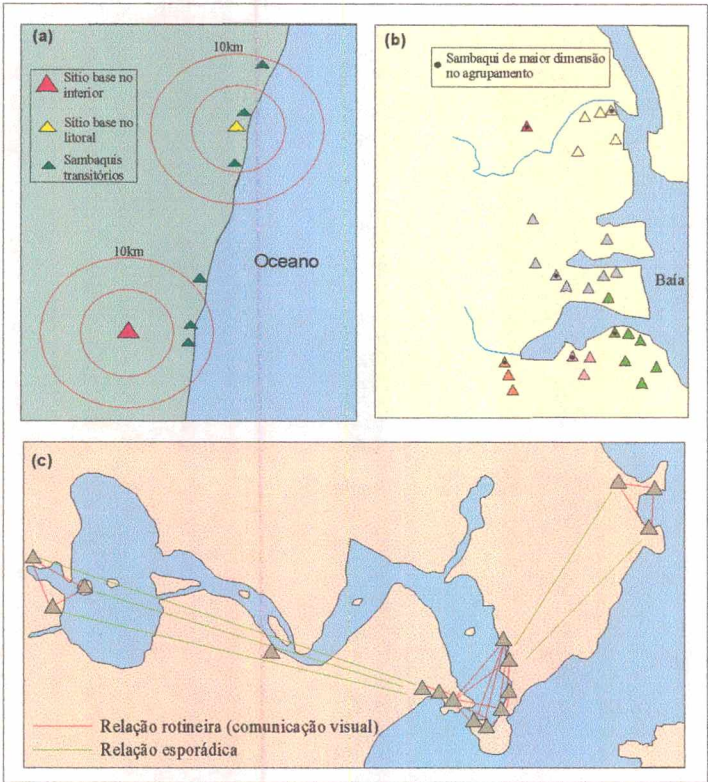 (a)
10km
Sítio base no
interior
Sítio base no
litoral
Sambaquis
transitórios
10km
Oceano
(b)
Sambaqui de maior dimensão
no agrupamento
Baía
(c)
Relação rotineira (comunicação visual)
Relação esporádica